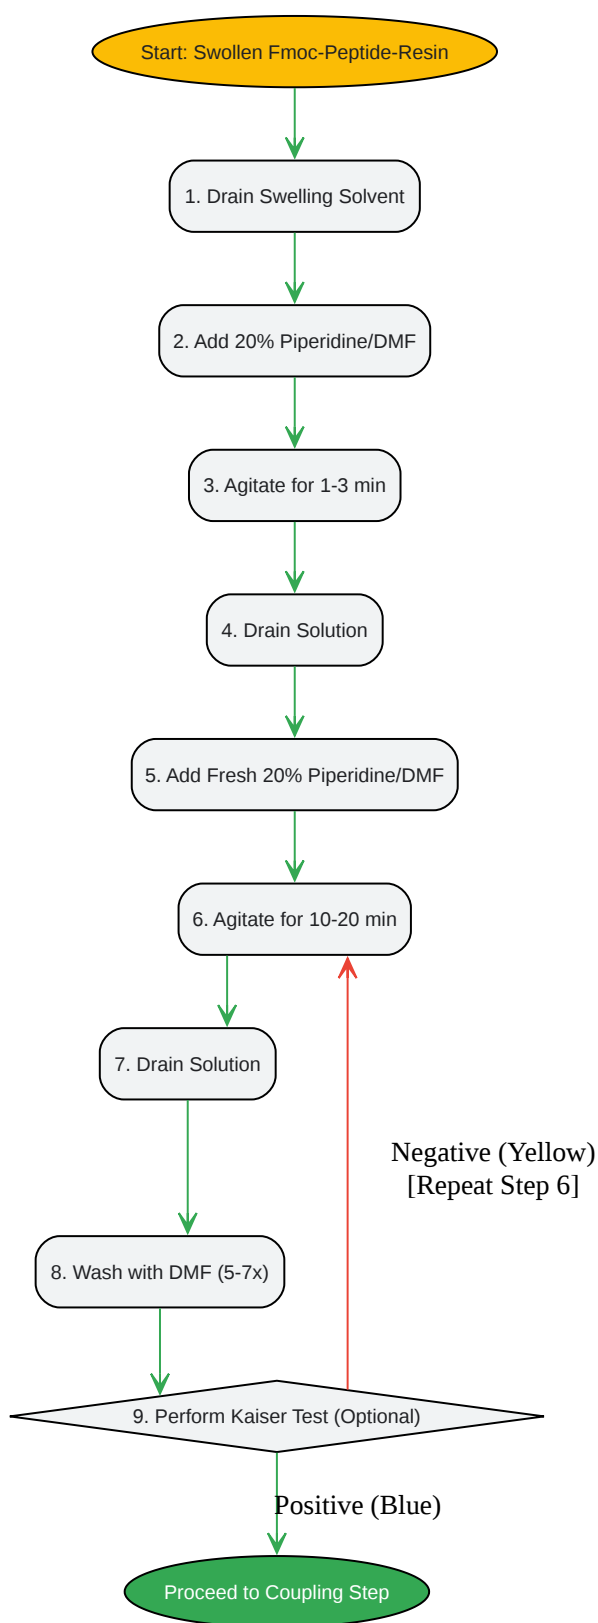 Start: Swollen Fmoc-Peptide-Resin
1. Drain Swelling Solvent
2. Add 20% Piperidine/DMF
3. Agitate for 1-3 min
4. Drain Solution
5. Add Fresh 20% Piperidine/DMF
6. Agitate for 10-20 min
7. Drain Solution
Negative (Yellow)
[Repeat Step 6]
8. Wash with DMF (5-7x)
9. Perform Kaiser Test (Optional)
Positive (Blue)
Proceed to Coupling Step